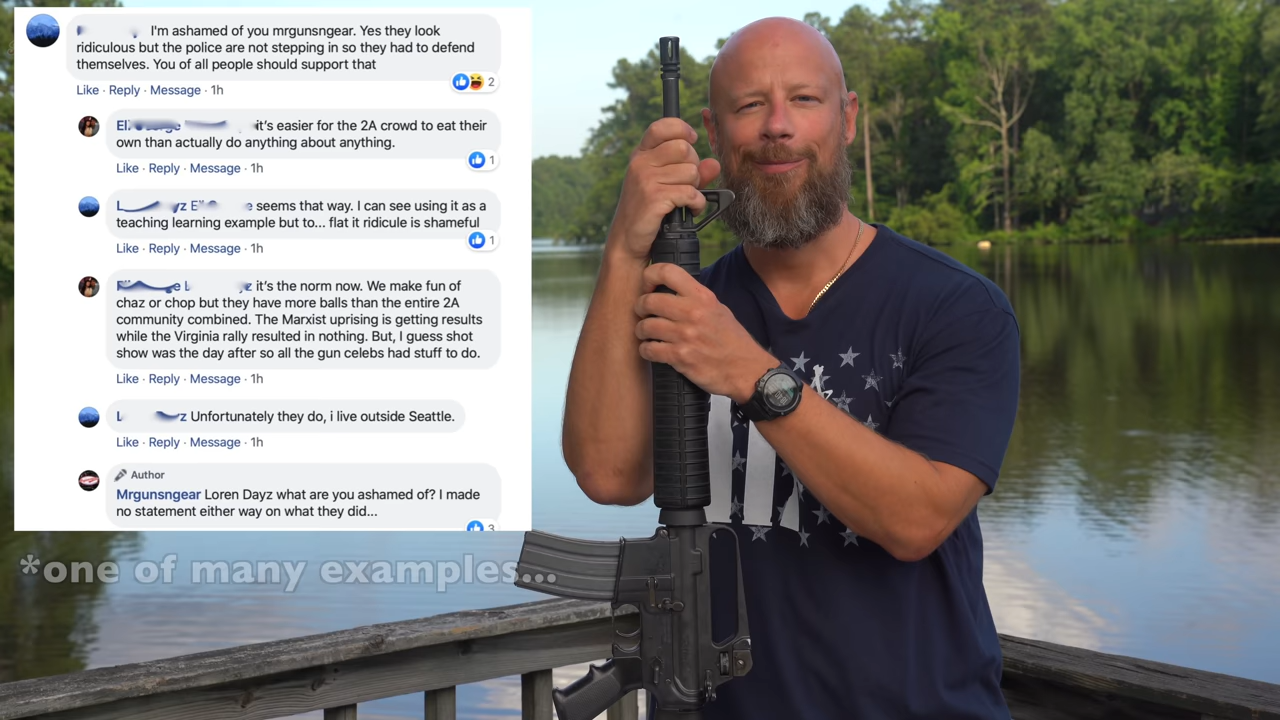 I'm ashamed of you mrgunsngear. Yes they look
ridiculous but the police are not stepping in so they had to defend
themselves. You of all people should support that
2
Like · Reply · Message · 1h
it's easier for the 2A crowd to eat their
own than actually do anything about anything.
1
Like · Reply · Message · 1h
seems that way. I can see using it as a
teaching learning example but to... flat it ridicule is shameful
1
Like · Reply · Message · 1h
it's the norm now. We make fun of
chaz or chop but they have more balls than the entire 2A
community combined. The Marxist uprising is getting results
while the Virginia rally resulted in nothing. But, I guess shot
show was the day after so all the gun celebs had stuff to do.
Like · Reply · Message · 1h
Unfortunately they do, i live outside Seattle.
Like · Reply · Message · 1h
Author
Mrgunsngear Loren Dayz what are you ashamed of? I made
no statement either way on what they did...
3
*one of many examples...